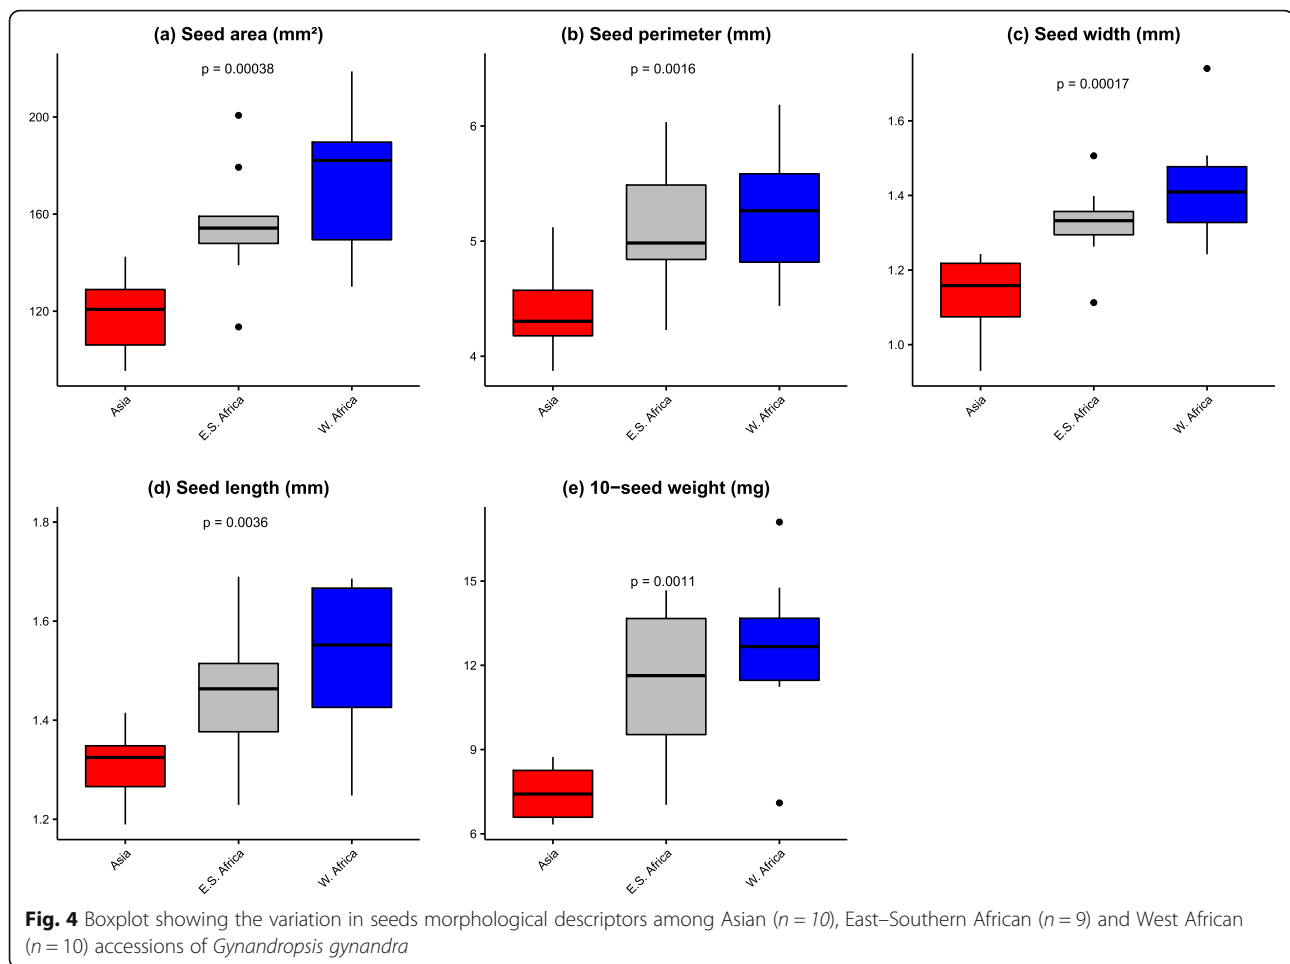 (a) Seed area (mm²)
p = 0.00038
200
160
120
Asia
E.S. Africa
W. Africa
(b) Seed perimeter (mm)
p = 0.0016
6
5
4
Asia
E.S. Africa
W. Africa
(c) Seed width (mm)
p = 0.00017
1.6
1.4
1.2
1.0
Asia
E.S. Africa
W. Africa
(d) Seed length (mm)
p = 0.0036
1.8
1.6
1.4
1.2
Asia
E.S. Africa
W. Africa
(e) 10−seed weight (mg)
p = 0.0011
15
12
9
6
Asia
E.S. Africa
W. Africa
Fig. 4 Boxplot showing the variation in seeds morphological descriptors among Asian (n = 10), East–Southern African (n = 9) and West African
(n = 10) accessions of Gynandropsis gynandra